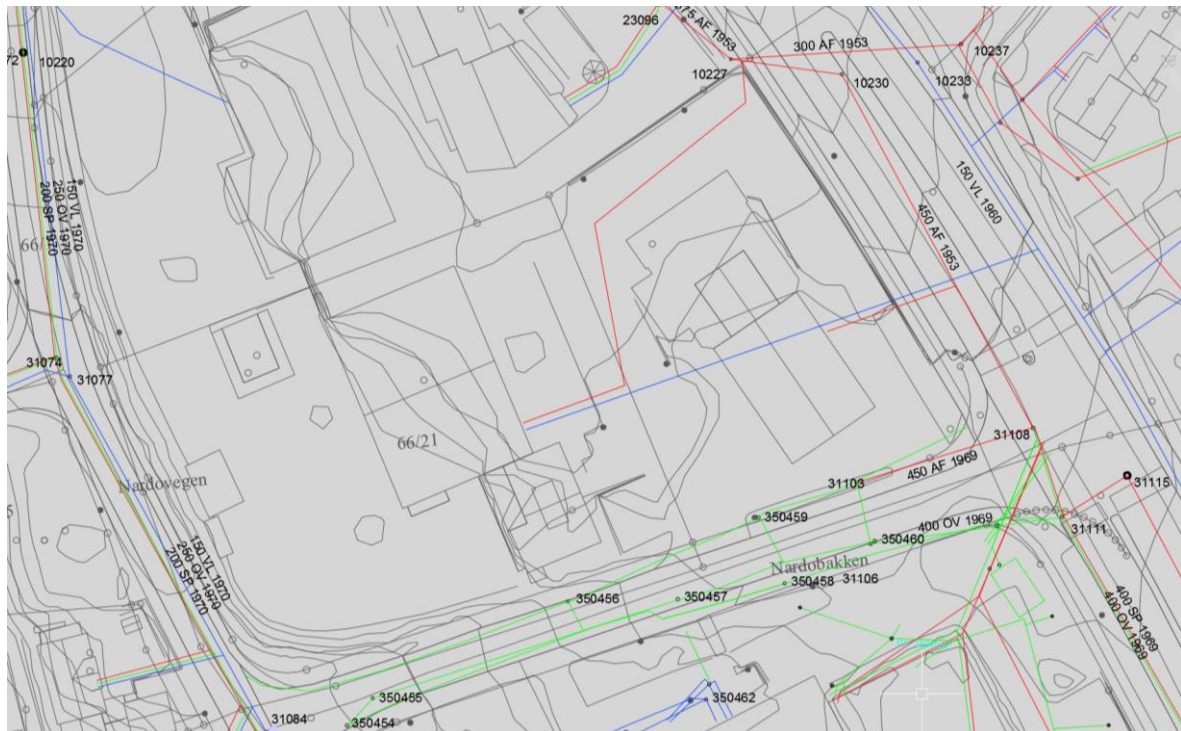 23096
375 AF 1953
300 AF 1953
10237
72
10220
10227
10230
10233
150 VL 1970
250 OV 1970
200 SP 1970
150 VL 1960
450 AF 1953
66/
31074
31077
66/21
31108
31103
450 AF 1969
31115
Nardovegen
5
350459
400 OV 1969
31111
350460
150 VL 1970
250 OV 1970
200 SP 1970
Nardobakken
350458
31106
350456
350457
400 SP 1969
400 OV 1969
350455
350462
31084
350454